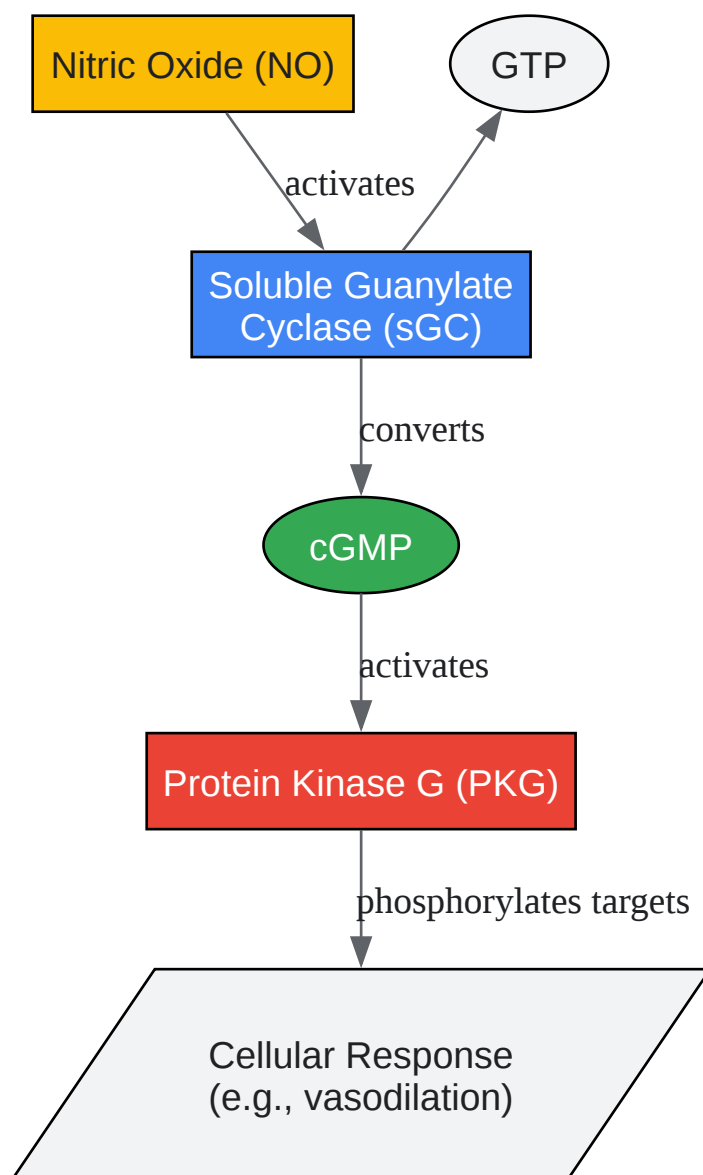 Nitric Oxide (NO)
GTP
activates
Soluble Guanylate
Cyclase (sGC)
converts
cGMP
activates
Protein Kinase G (PKG)
phosphorylates targets
Cellular Response
(e.g., vasodilation)